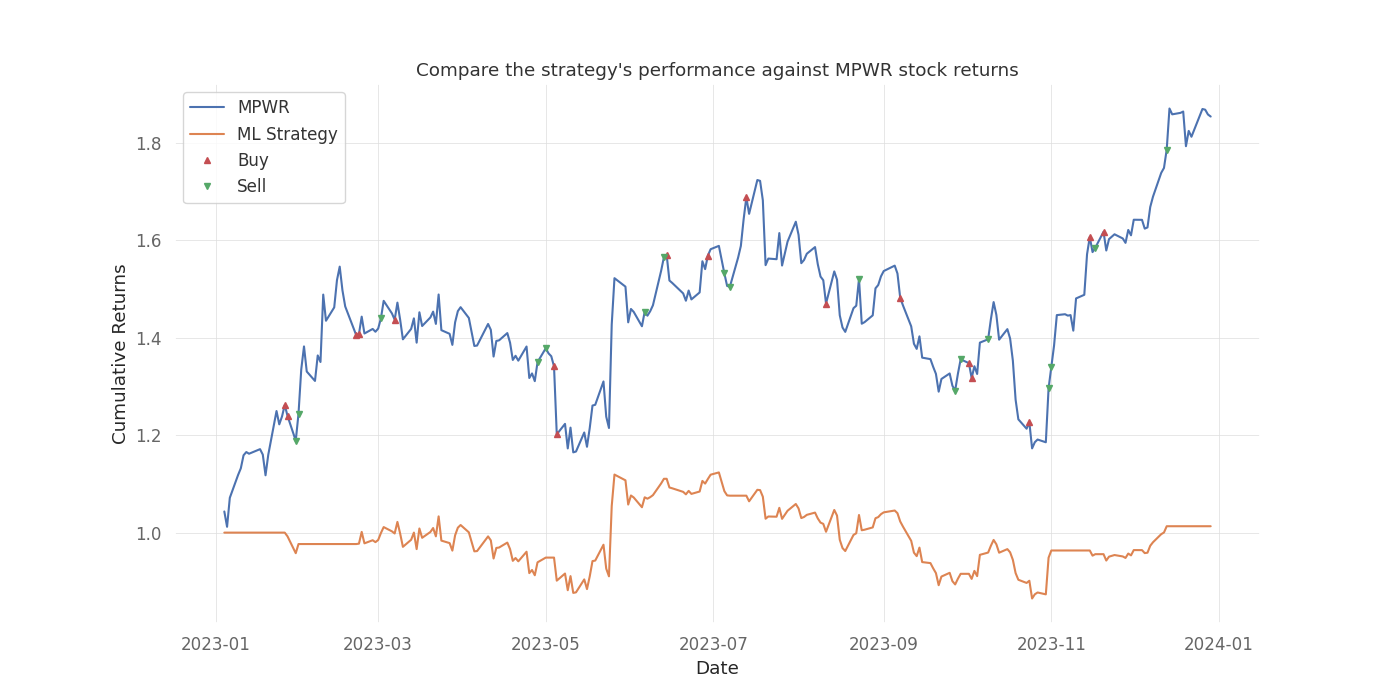 Compare the strategy's performance against MPWR stock returns
MPWR
ML Strategy
Buy
Sell
Cumulative Returns
1.8
1.6
1.4
1.2
1.0
2023-01
2023-03
2023-05
2023-07
2023-09
2023-11
2024-01
Date